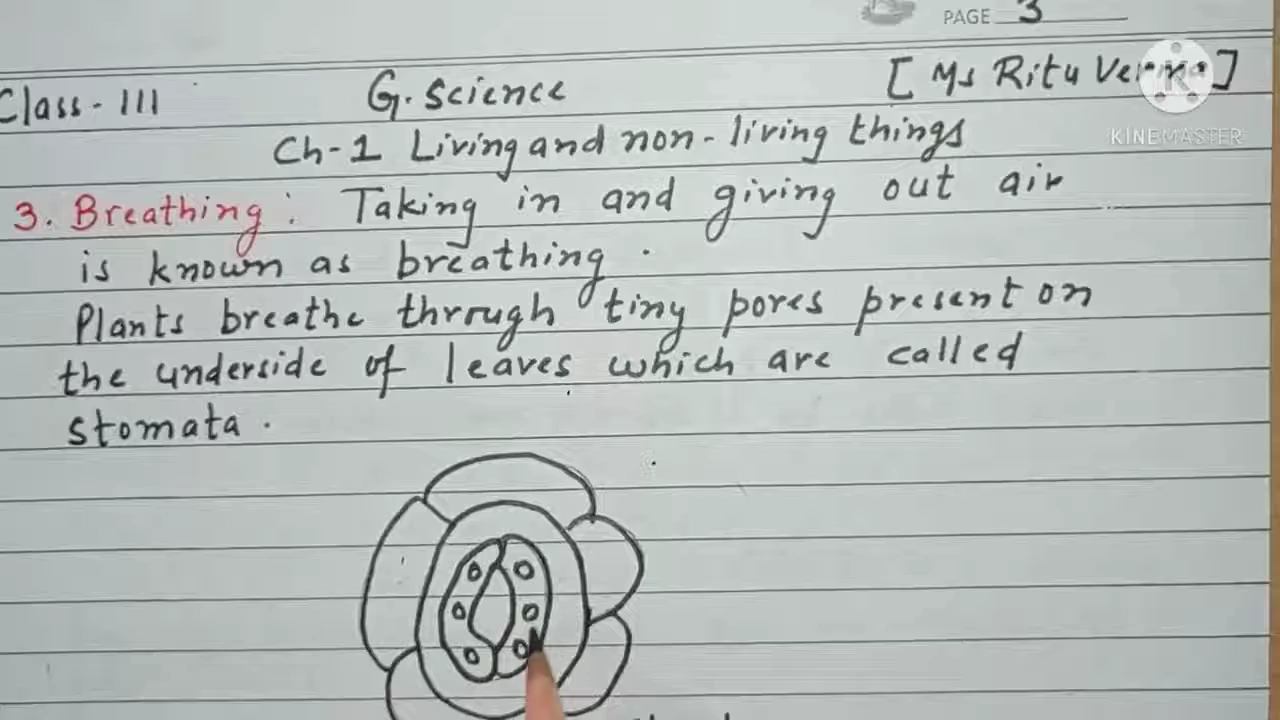 PAGE 3
Class-III G.Science [Ms Ritu Verma]
KINEMASTER
Ch-1 Living and non-living things
3. Breathing: Taking in and giving out air
is known as breathing.
Plants breathe through tiny pores present on
the underside of leaves which are called
stomata.